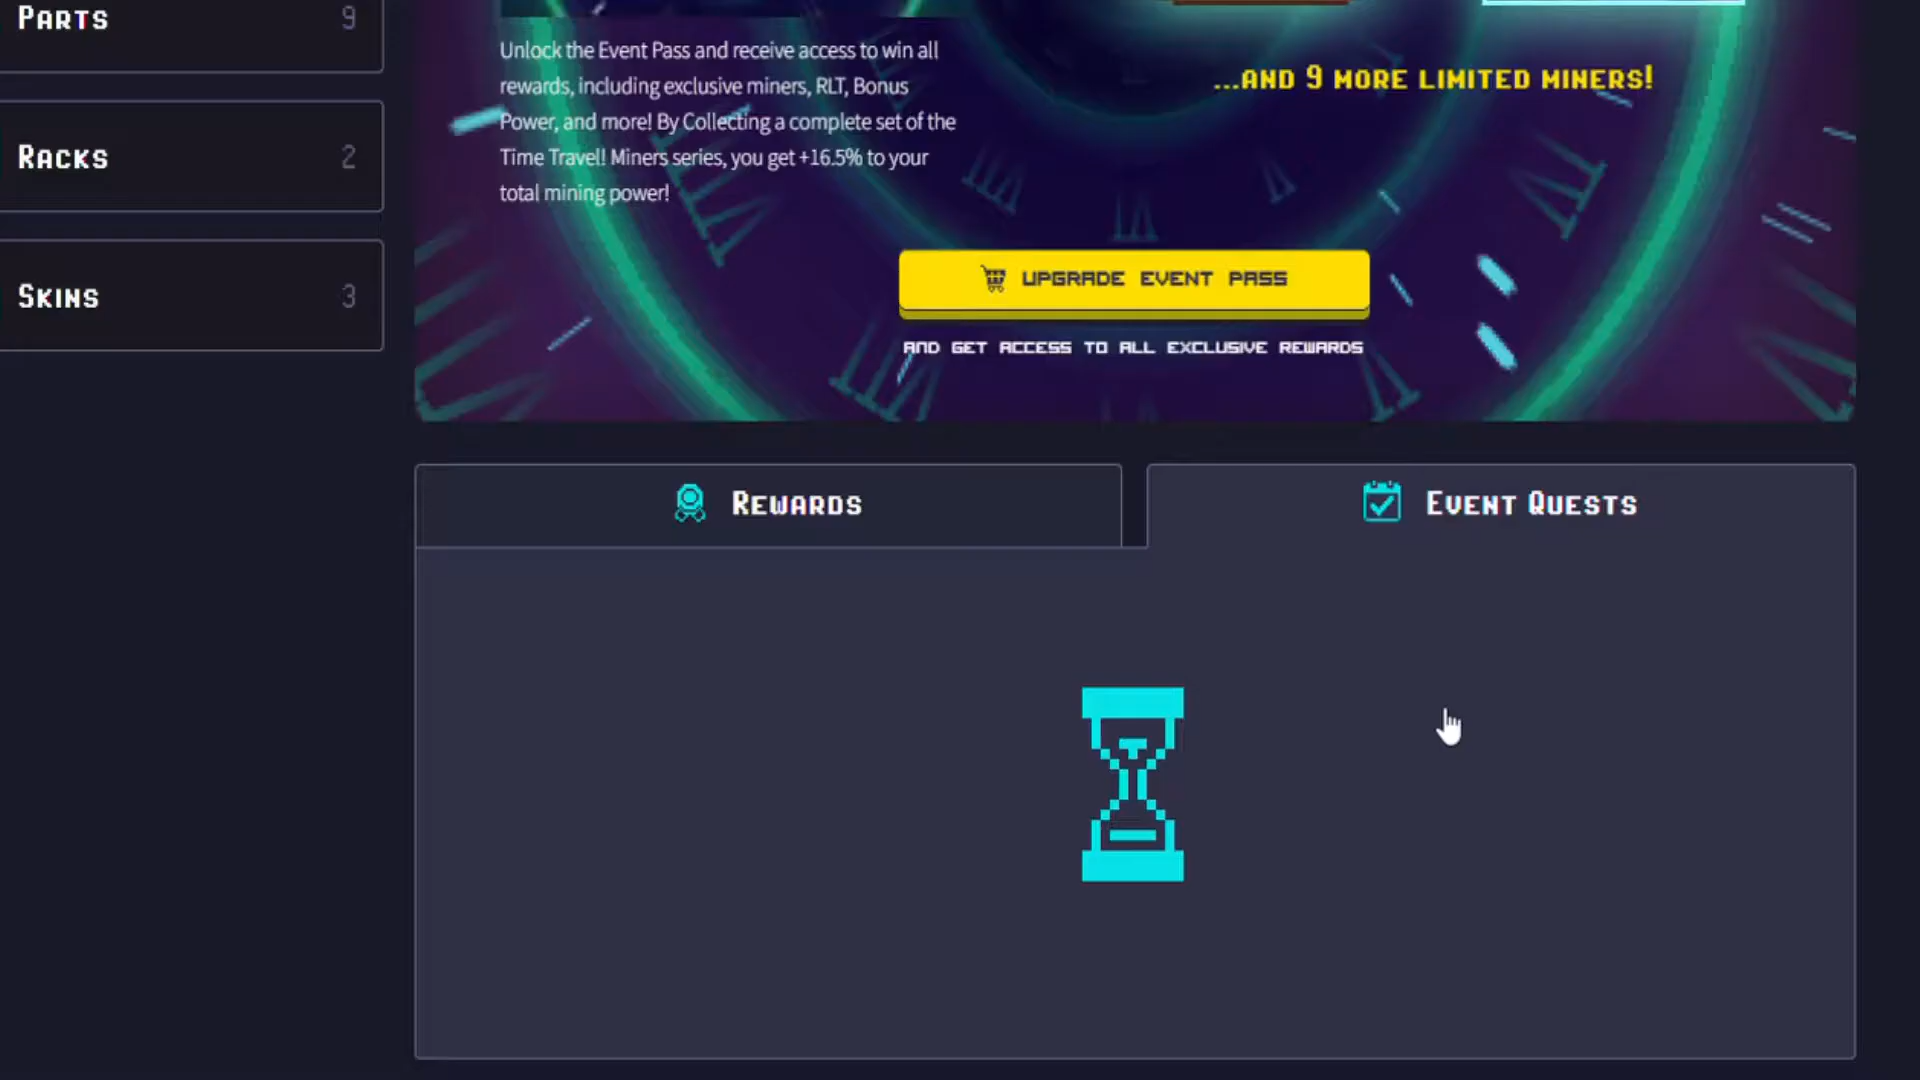 Parts 9
Racks 2
Skins 3
Unlock the Event Pass and receive access to win all
rewards, including exclusive miners, RLT, Bonus
Power, and more! By Collecting a complete set of the
Time Travel! Miners series, you get +16.5% to your
total mining power!
...and 9 more limited miners!
UPGRADE EVENT PASS
AND GET ACCESS TO ALL EXCLUSIVE REWARDS
Rewards
Event Quests